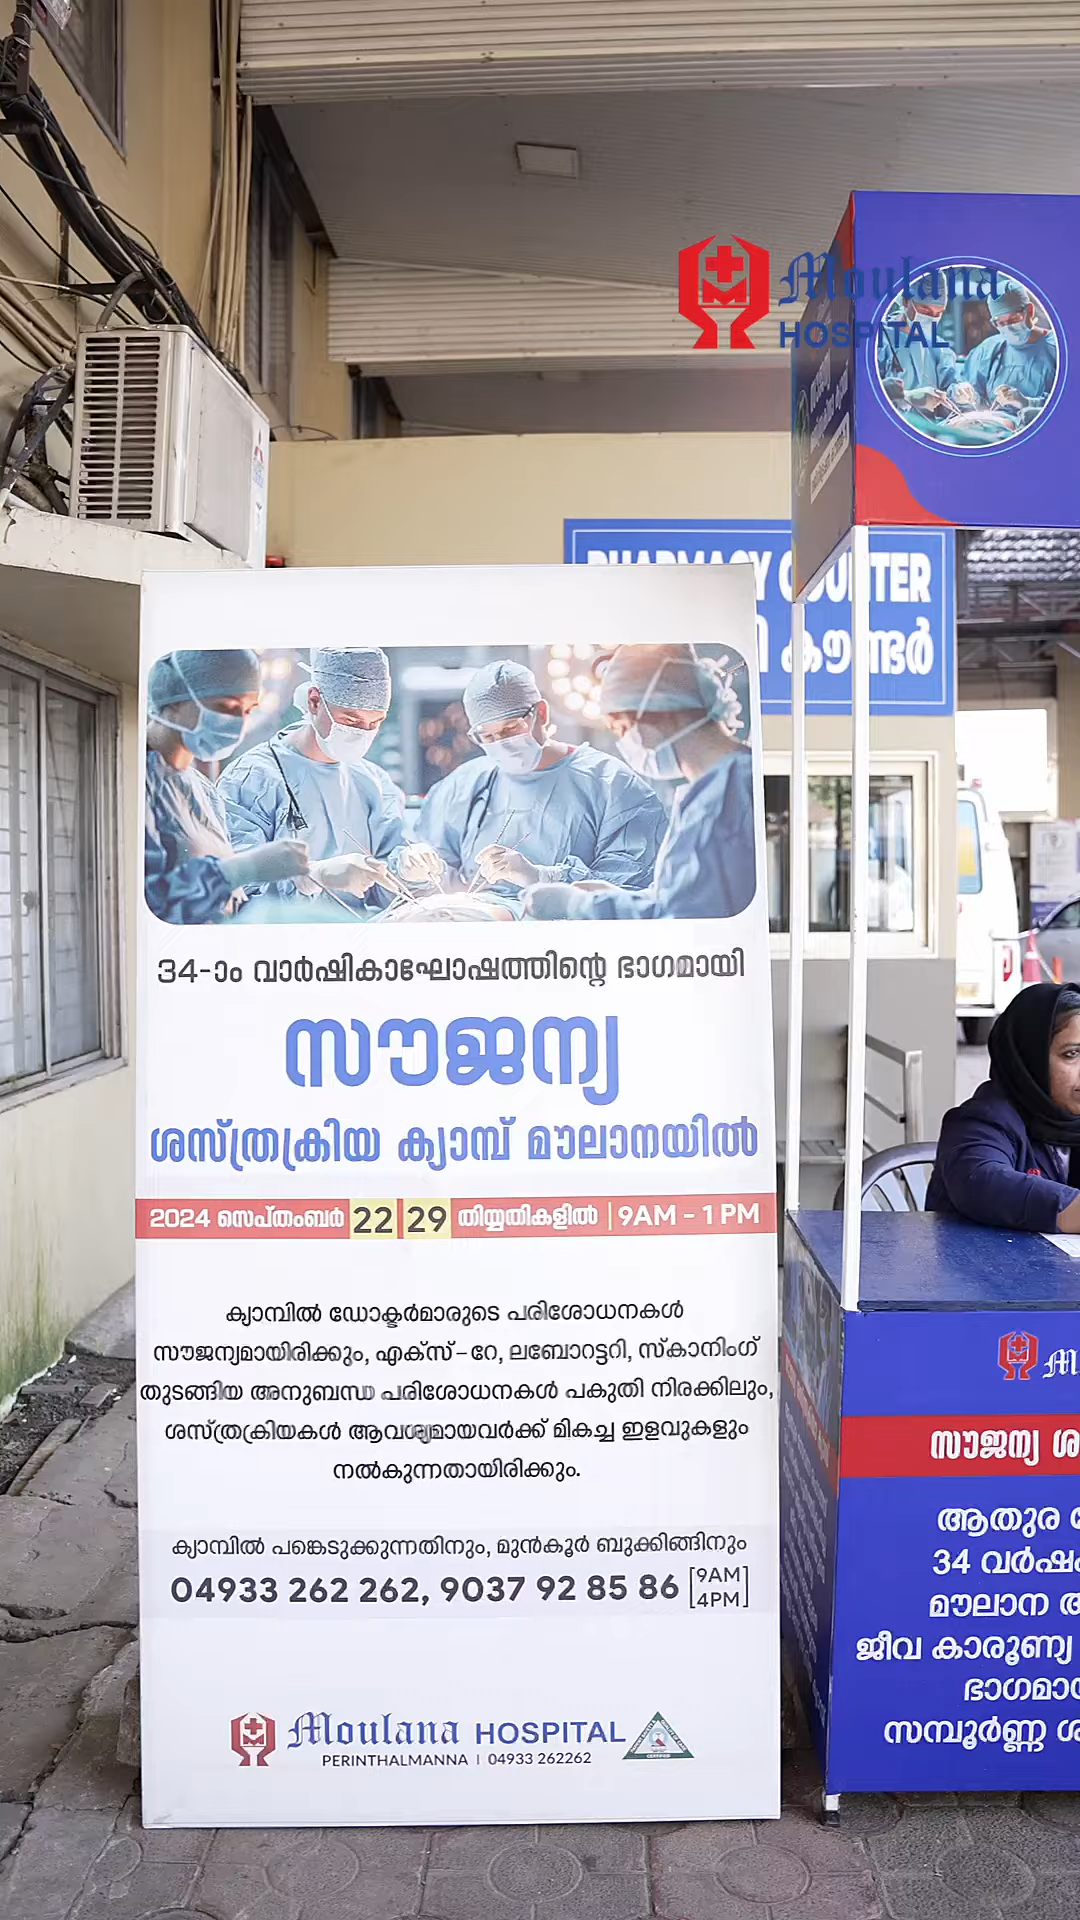 Moulana
HOSPITAL
PHARMACY COUNTER
കൗണ്ടർ
34-ാം വാർഷികാഘോഷത്തിന്റെ ഭാഗമായി
സൗജന്യ
ശസ്ത്രക്രിയ ക്യാമ്പ് മൗലാനയിൽ
2024 സെപ്തംബർ 22 | 29 തിയ്യതികളിൽ | 9AM - 1 PM
ക്യാമ്പിൽ ഡോക്ടർമാരുടെ പരിശോധനകൾ
സൗജന്യമായിരിക്കും, എക്സ്-റേ, ലബോറട്ടറി, സ്കാനിംഗ്
തുടങ്ങിയ അനുബന്ധ പരിശോധനകൾ പകുതി നിരക്കിലും,
ശസ്ത്രക്രിയകൾ ആവശ്യമായവർക്ക് മികച്ച ഇളവുകളും
നൽകുന്നതായിരിക്കും.
ക്യാമ്പിൽ പങ്കെടുക്കുന്നതിനും, മുൻകൂർ ബുക്കിങ്ങിനും
04933 262 262, 9037 92 85 86 [9AM
4PM]
Moulana HOSPITAL
PERINTHALMANNA | 04933 262262
CERTIFIED
സൗജന്യ ശ
ആതുര
34 വർഷം
മൗലാന
ജീവ കാരുണ്യ
ഭാഗമായ
സമ്പൂർണ്ണ ശ